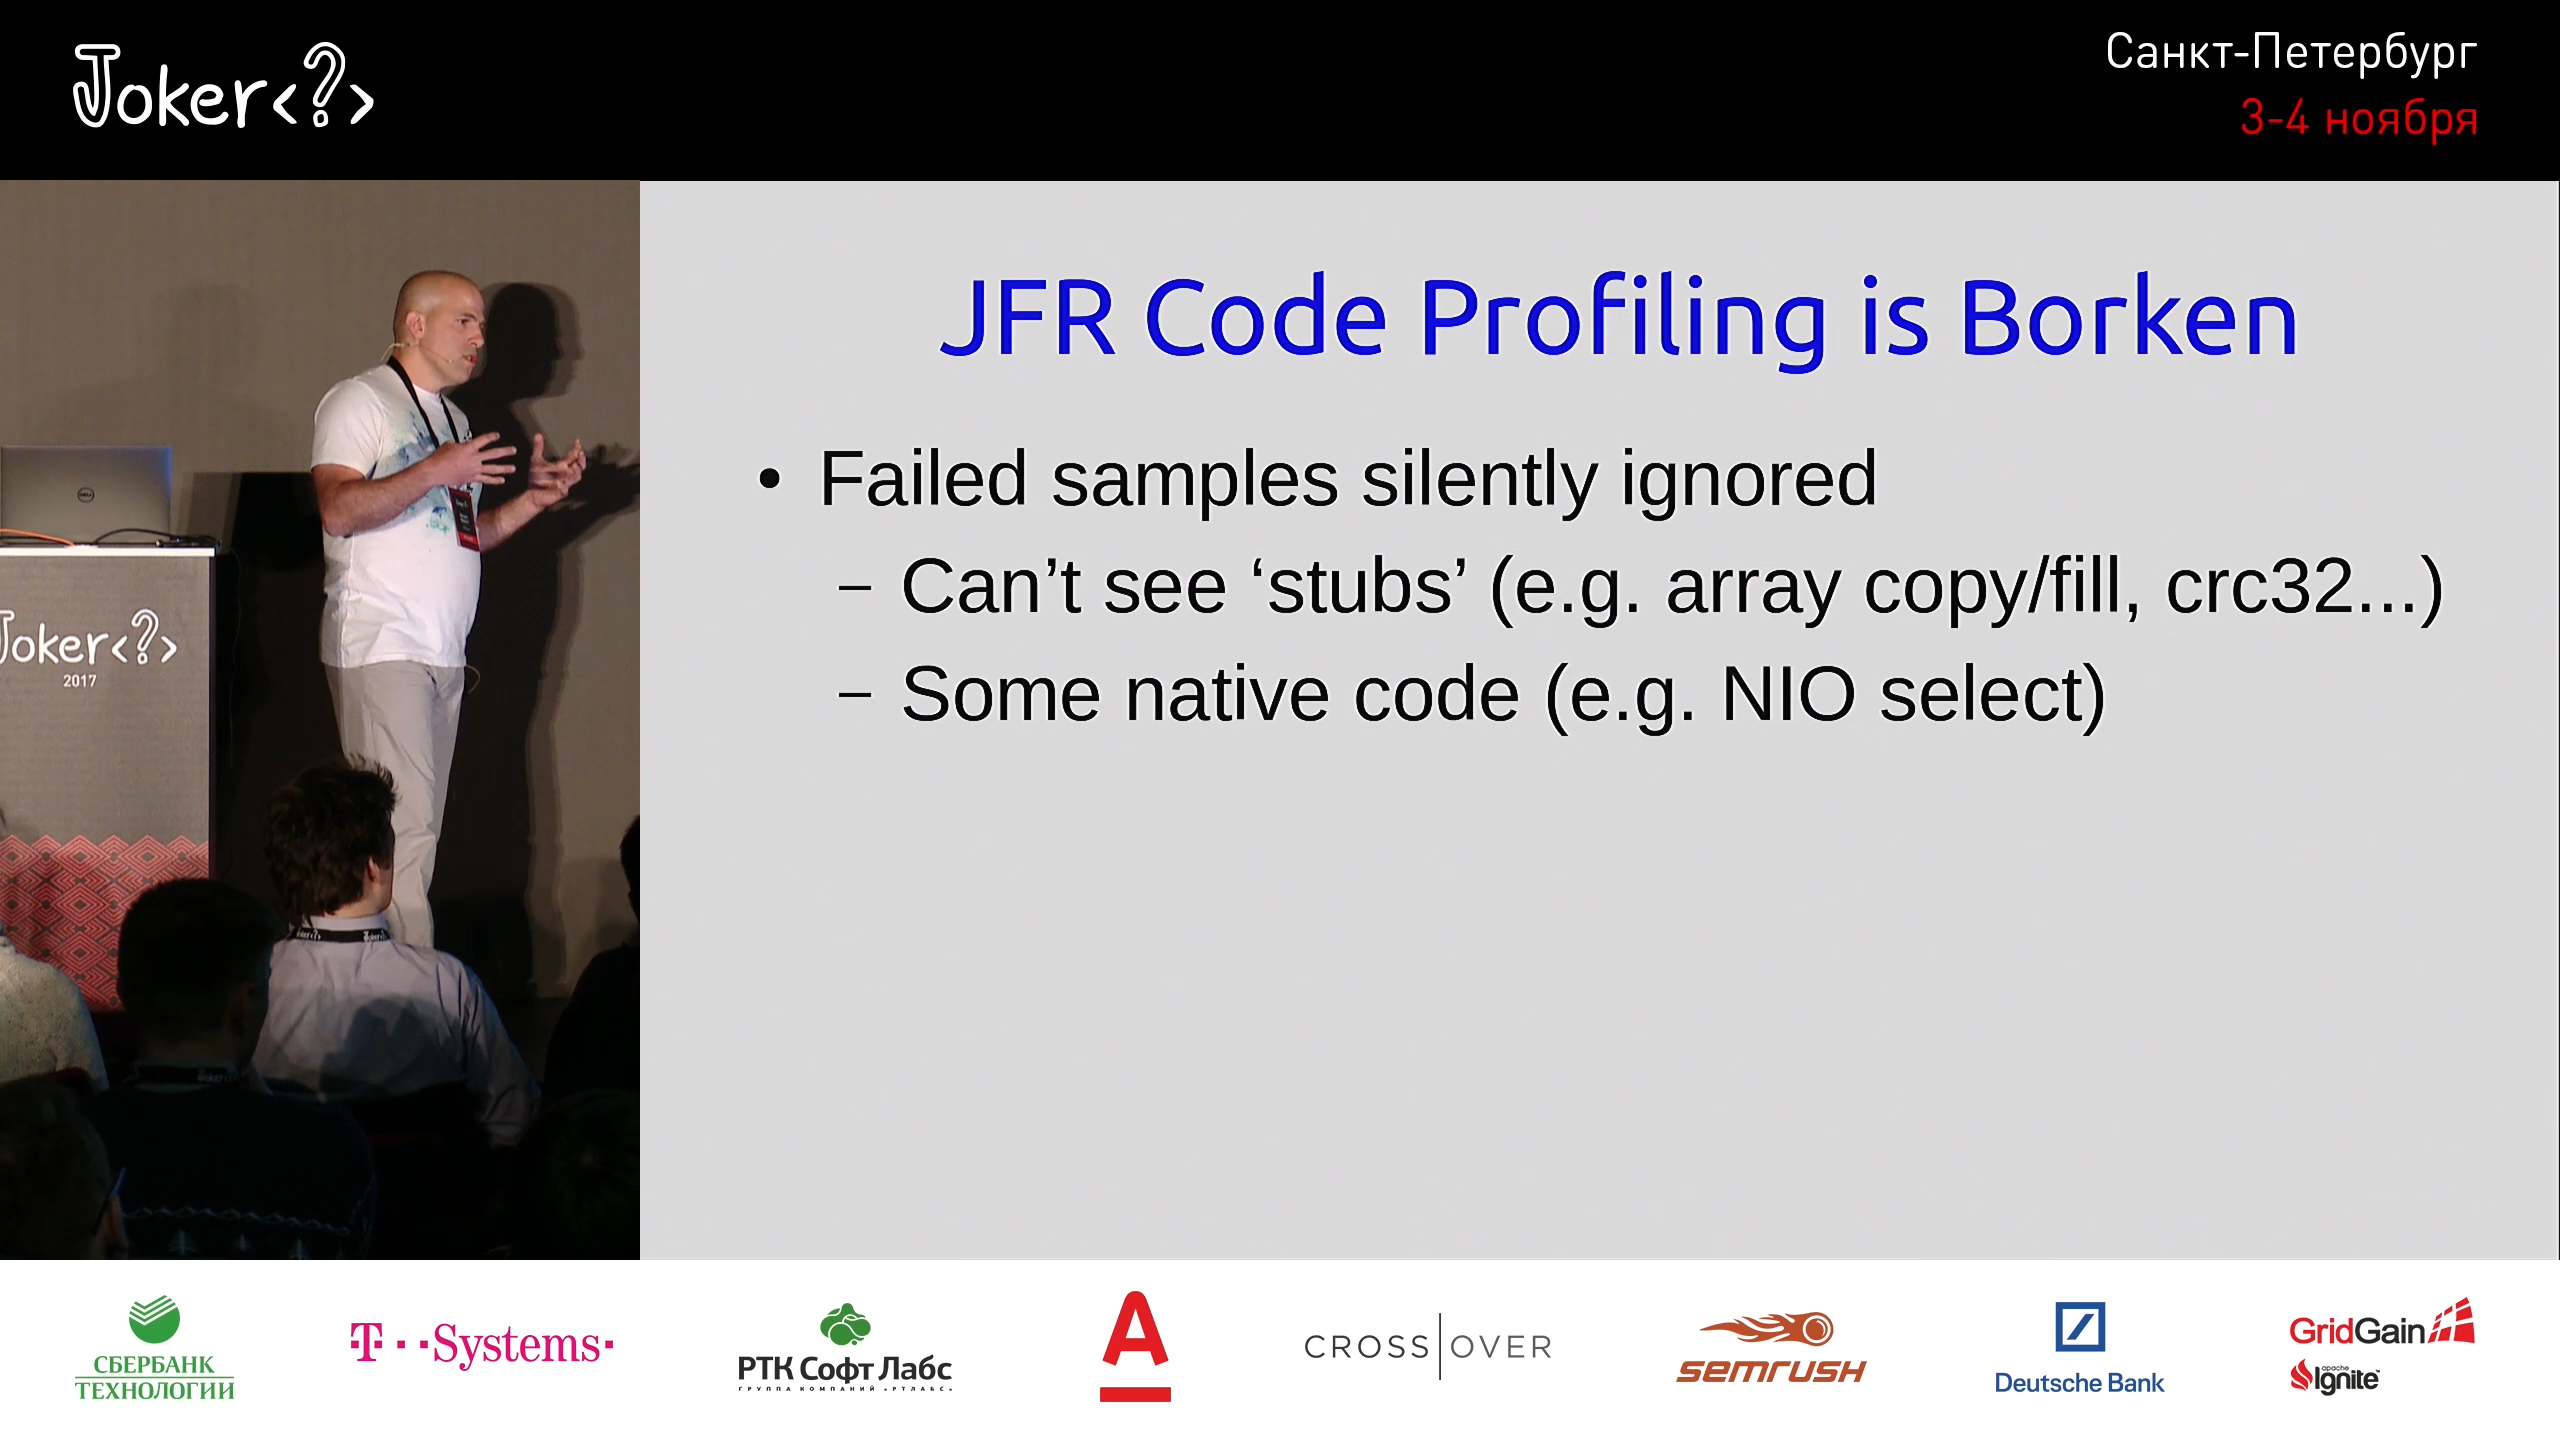 Joker<?>
Санкт-Петербург
3-4 ноября
JFR Code Profiling is Borken
• Failed samples silently ignored
– Can’t see ‘stubs’ (e.g. array copy/fill, crc32...)
– Some native code (e.g. NIO select)
DELL
Joker<?>
2017
СБЕРБАНК
ТЕХНОЛОГИИ
T · · Systems ·
РТК Софт Лабс
ГРУППА КОМПАНИЙ «РТЛАБС»
А
CROSS|OVER
semrush
Deutsche Bank
GridGain
apache
Ignite